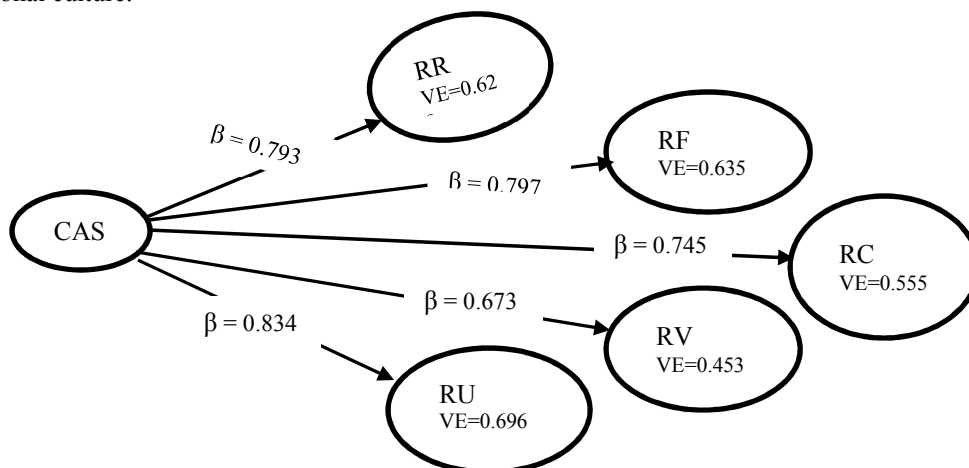 onal culture.
RR
VE=0.62
β = 0.793
RF
VE=0.635
β = 0.797
CAS
β = 0.745
RC
VE=0.555
β = 0.673
β = 0.834
RV
VE=0.453
RU
VE=0.696